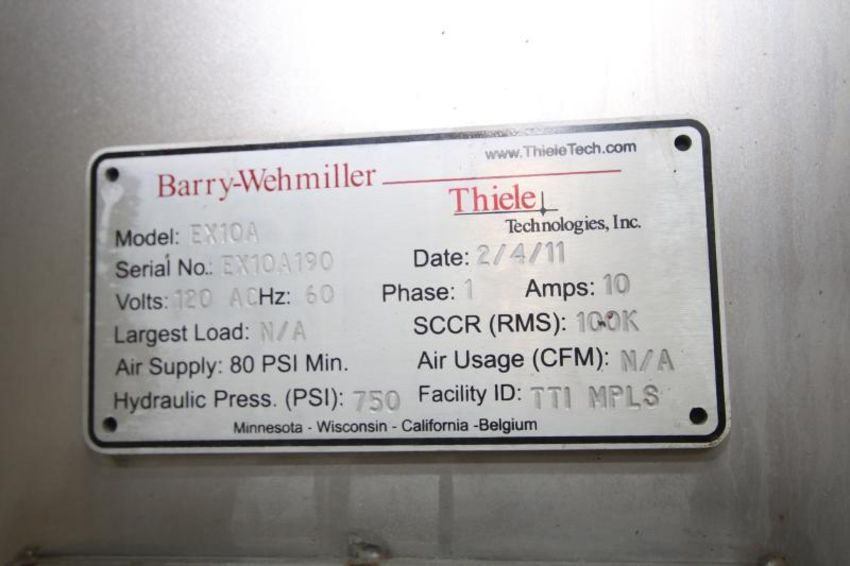 www.ThieleTech.com
Barry-Wehmiller
Thiele
Technologies, Inc.
Model: EX10A
Serial No.: EX10A190 Date: 2/4/11
Volts: 120 AC Hz: 60 Phase: 1 Amps: 10
Largest Load: N/A SCCR (RMS): 100K
Air Supply: 80 PSI Min. Air Usage (CFM): N/A
Hydraulic Press. (PSI): 750 Facility ID: TTI MPLS
Minnesota - Wisconsin - California -Belgium